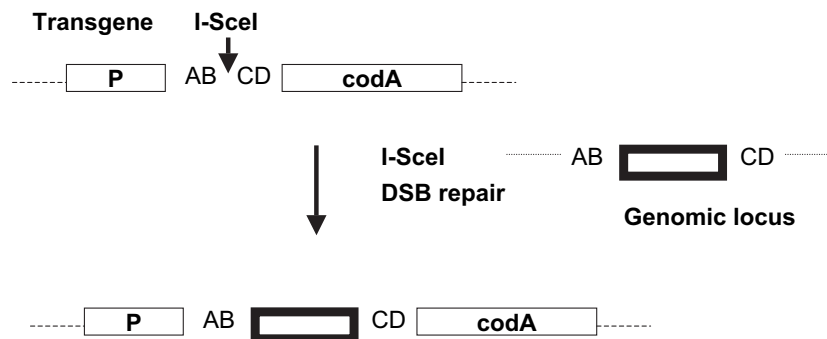 Transgene I-SceI
P AB CD codA
I-SceI AB CD
DSB repair
Genomic locus
P AB CD codA